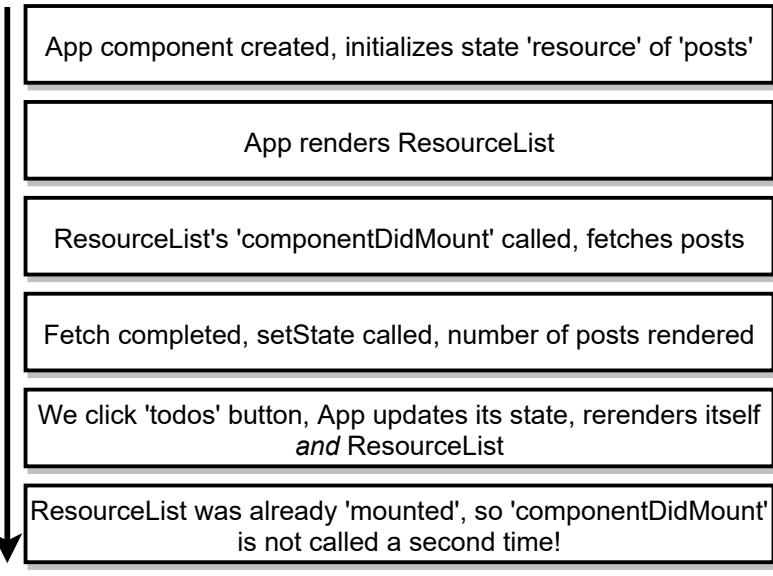 App component created, initializes state 'resource' of 'posts'
App renders ResourceList
ResourceList's 'componentDidMount' called, fetches posts
Fetch completed, setState called, number of posts rendered
We click 'todos' button, App updates its state, rerenders itself
and ResourceList
ResourceList was already 'mounted', so 'componentDidMount'
is not called a second time!